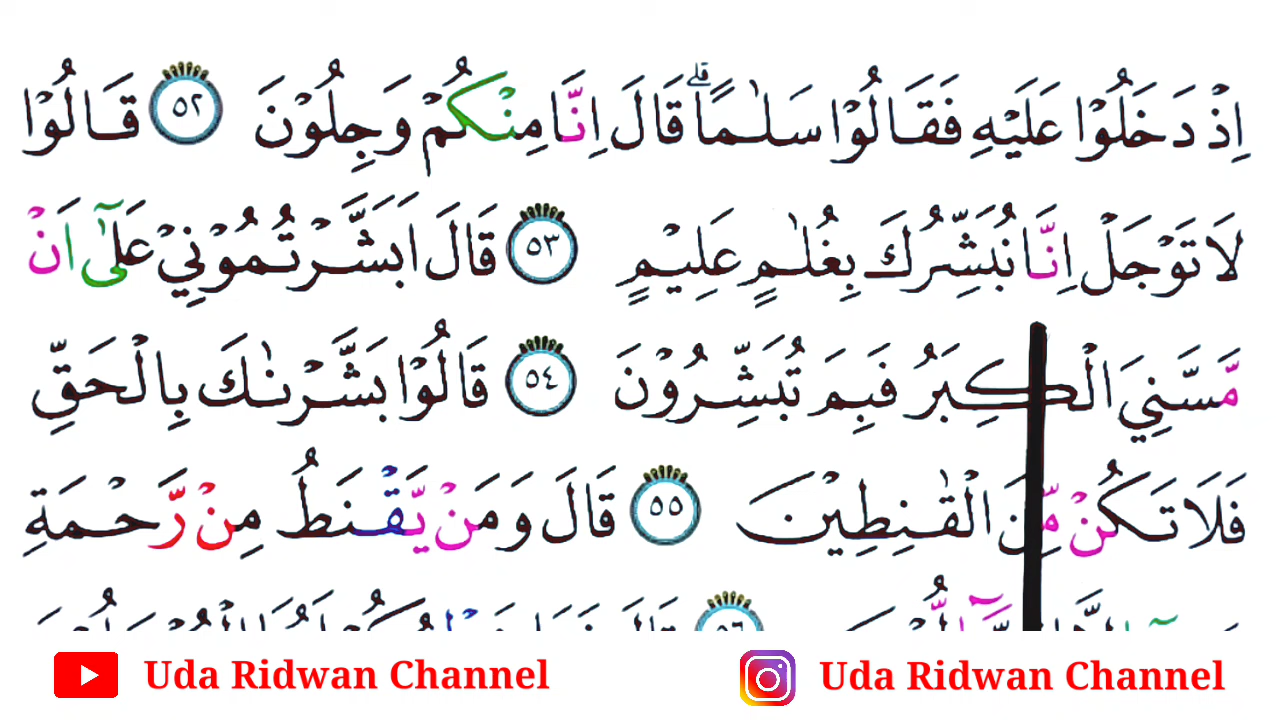 اِذْ دَخَلُوْا عَلَيْهِ فَقَالُوْا سَلٰمًاۗ قَالَ اِنَّا مِنْكُمْ وَجِلُوْنَ ٥٢ قَالُوْا
لَا تَوْجَلْ اِنَّا نُبَشِّرُكَ بِغُلٰمٍ عَلِيْمٍ ٥٣ قَالَ اَبَشَّرْتُمُوْنِيْ عَلٰٓى اَنْ
مَّسَّنِيَ الْكِبَرُ فَبِمَ تُبَشِّرُوْنَ ٥٤ قَالُوْا بَشَّرْنٰكَ بِالْحَقِّ
فَلَا تَكُنْ مِّنَ الْقٰنِطِيْنَ ٥٥ قَالَ وَمَنْ يَّقْنَطُ مِنْ رَّحْمَةِ
٥٦
Uda Ridwan Channel Uda Ridwan Channel